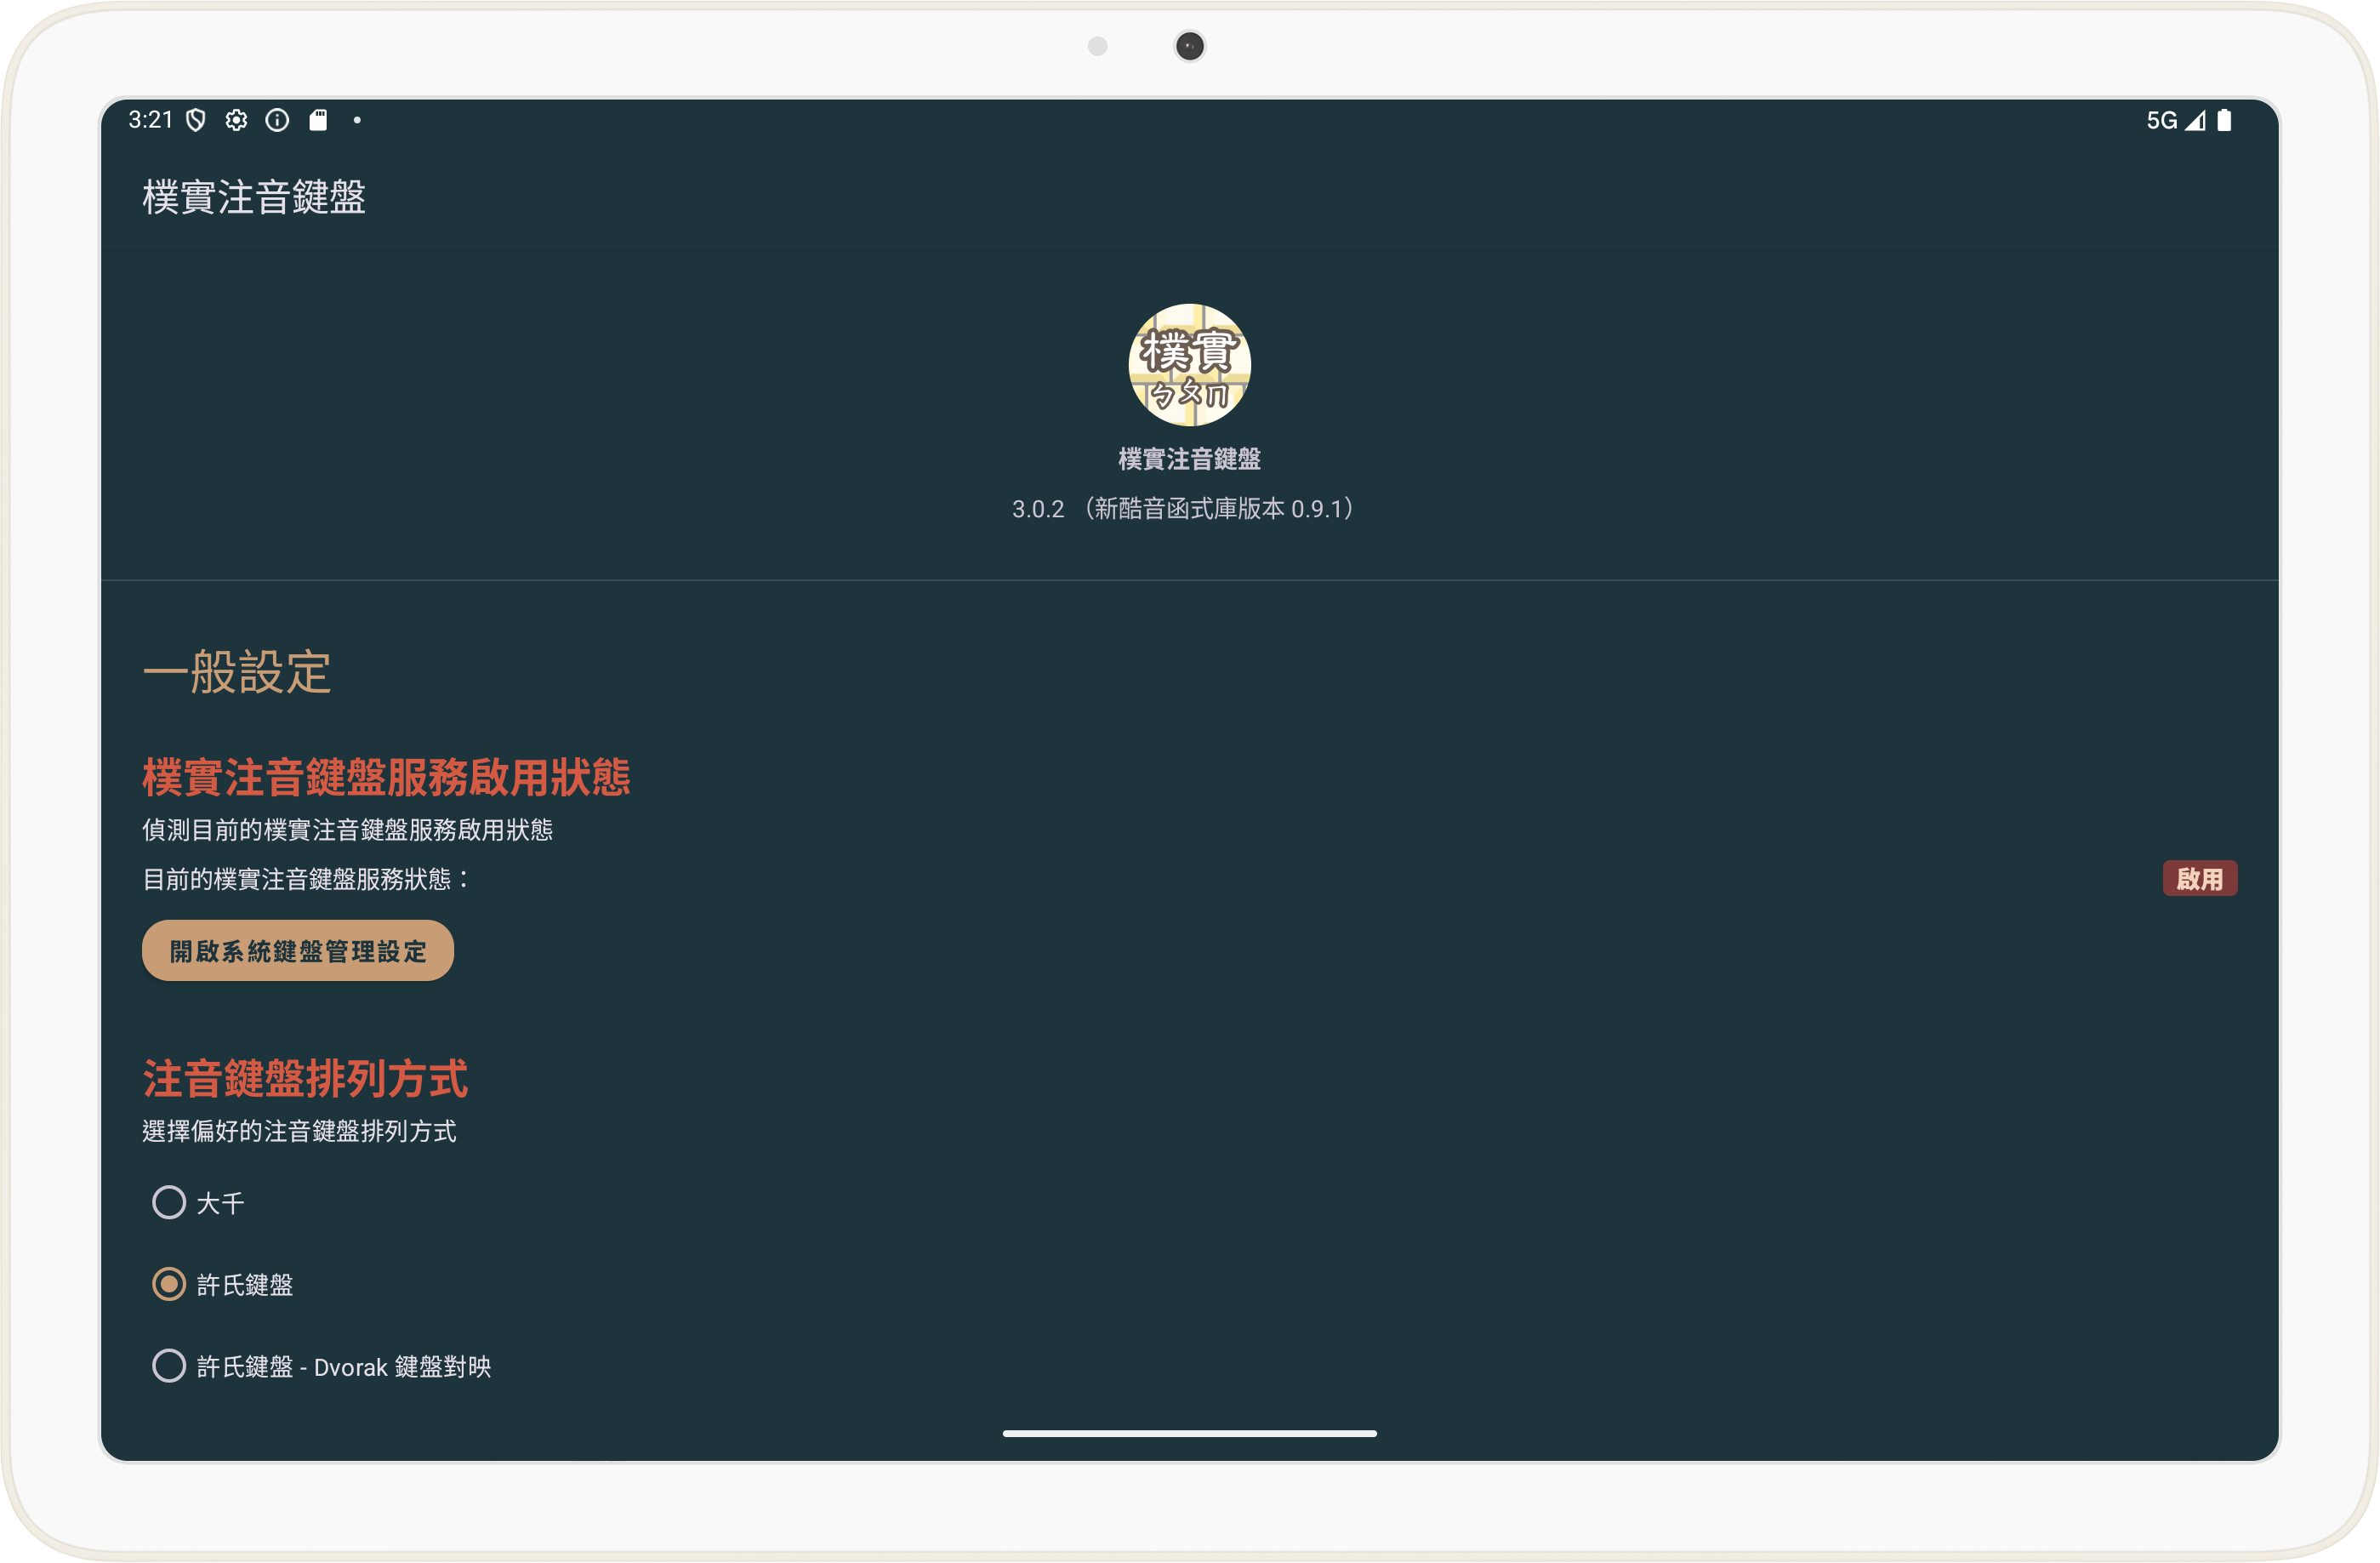 3:21
5G
樸實注音鍵盤
樸實
ㄅㄆㄇ
樸實注音鍵盤
3.0.2 （新酷音函式庫版本 0.9.1）
一般設定
樸實注音鍵盤服務啟用狀態
偵測目前的樸實注音鍵盤服務啟用狀態
目前的樸實注音鍵盤服務狀態：
啟用
開啟系統鍵盤管理設定
注音鍵盤排列方式
選擇偏好的注音鍵盤排列方式
大千
許氏鍵盤
許氏鍵盤 - Dvorak 鍵盤對映